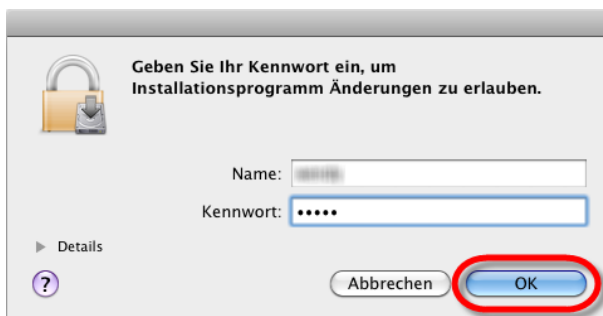 Geben Sie Ihr Kennwort ein, um
Installationsprogramm Änderungen zu erlauben.
Name:
Kennwort: •••••
Details
?
Abbrechen
OK